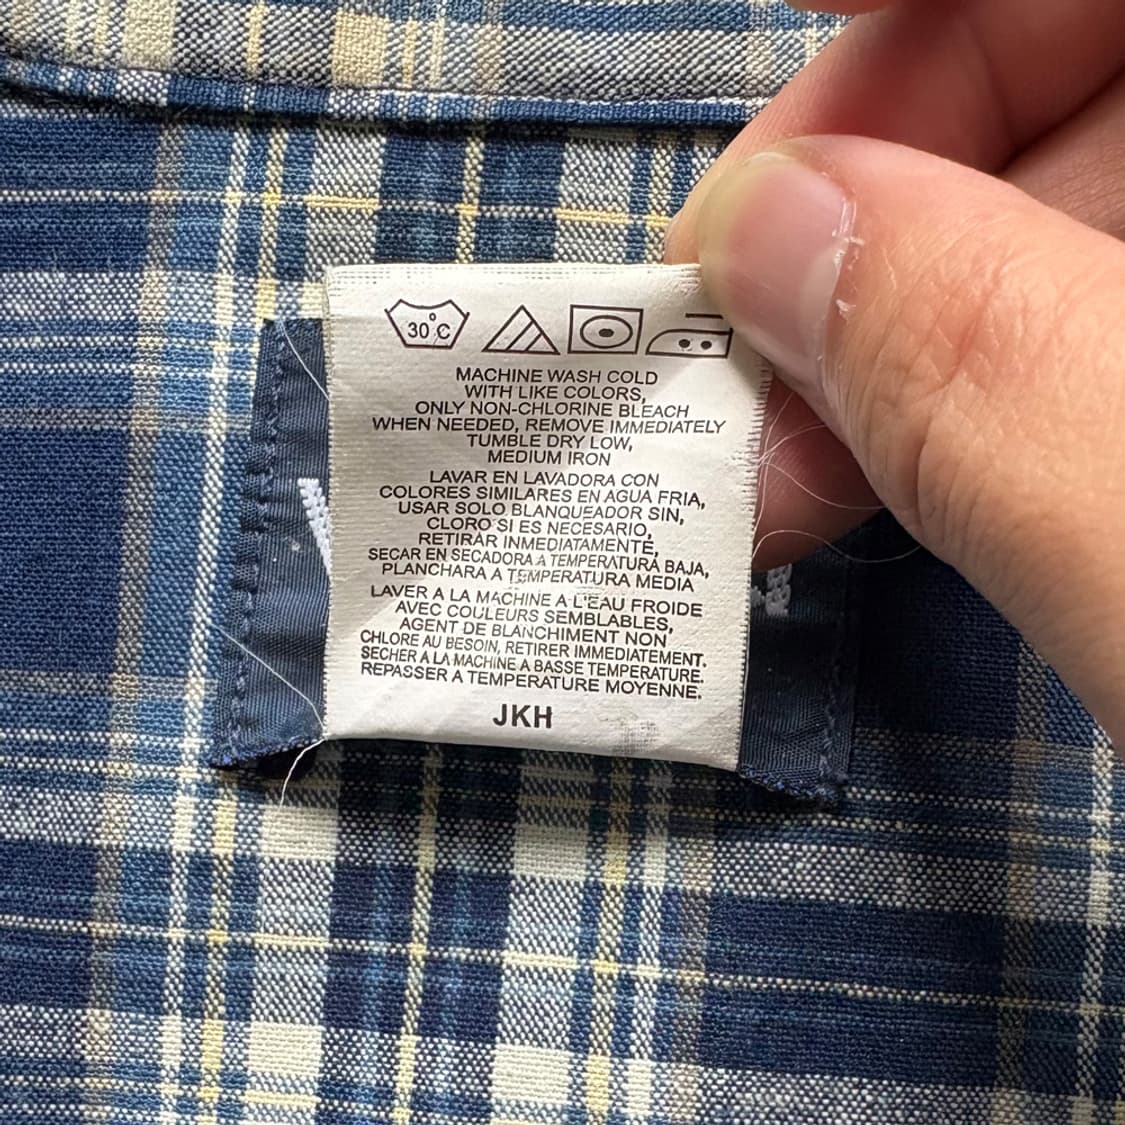 30°C
MACHINE WASH COLD
WITH LIKE COLORS,
ONLY NON-CHLORINE BLEACH
WHEN NEEDED, REMOVE IMMEDIATELY
TUMBLE DRY LOW,
MEDIUM IRON
LAVAR EN LAVADORA CON
COLORES SIMILARES EN AGUA FRIA,
USAR SOLO BLANQUEADOR SIN,
CLORO SI ES NECESARIO,
RETIRAR INMEDIATAMENTE,
SECAR EN SECADORA A TEMPERATURA BAJA,
PLANCHARA A TEMPERATURA MEDIA
LAVER A LA MACHINE A L'EAU FROIDE
AVEC COULEURS SEMBLABLES,
AGENT DE BLANCHIMENT NON
CHLORE AU BESOIN, RETIRER IMMEDIATEMENT.
SECHER A LA MACHINE A BASSE TEMPERATURE.
REPASSER A TEMPERATURE MOYENNE.
JKH